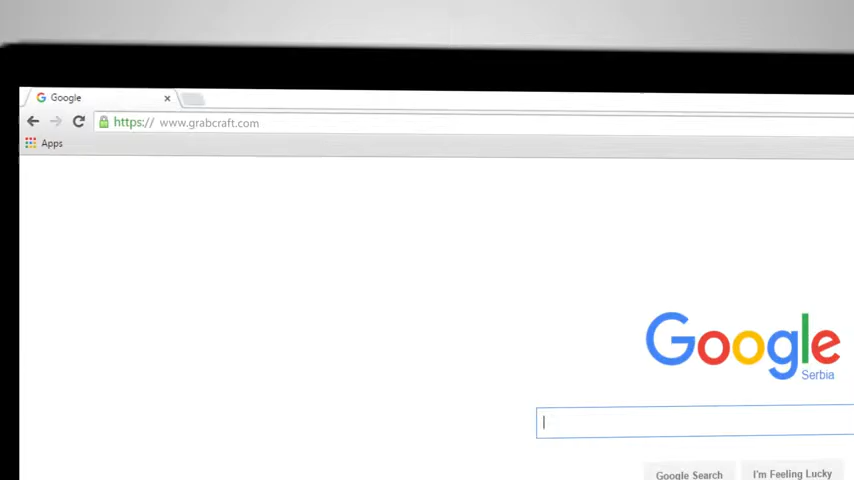 Google
https:// www.grabcraft.com
Apps
Google
Serbia
Google Search
I'm Feeling Lucky